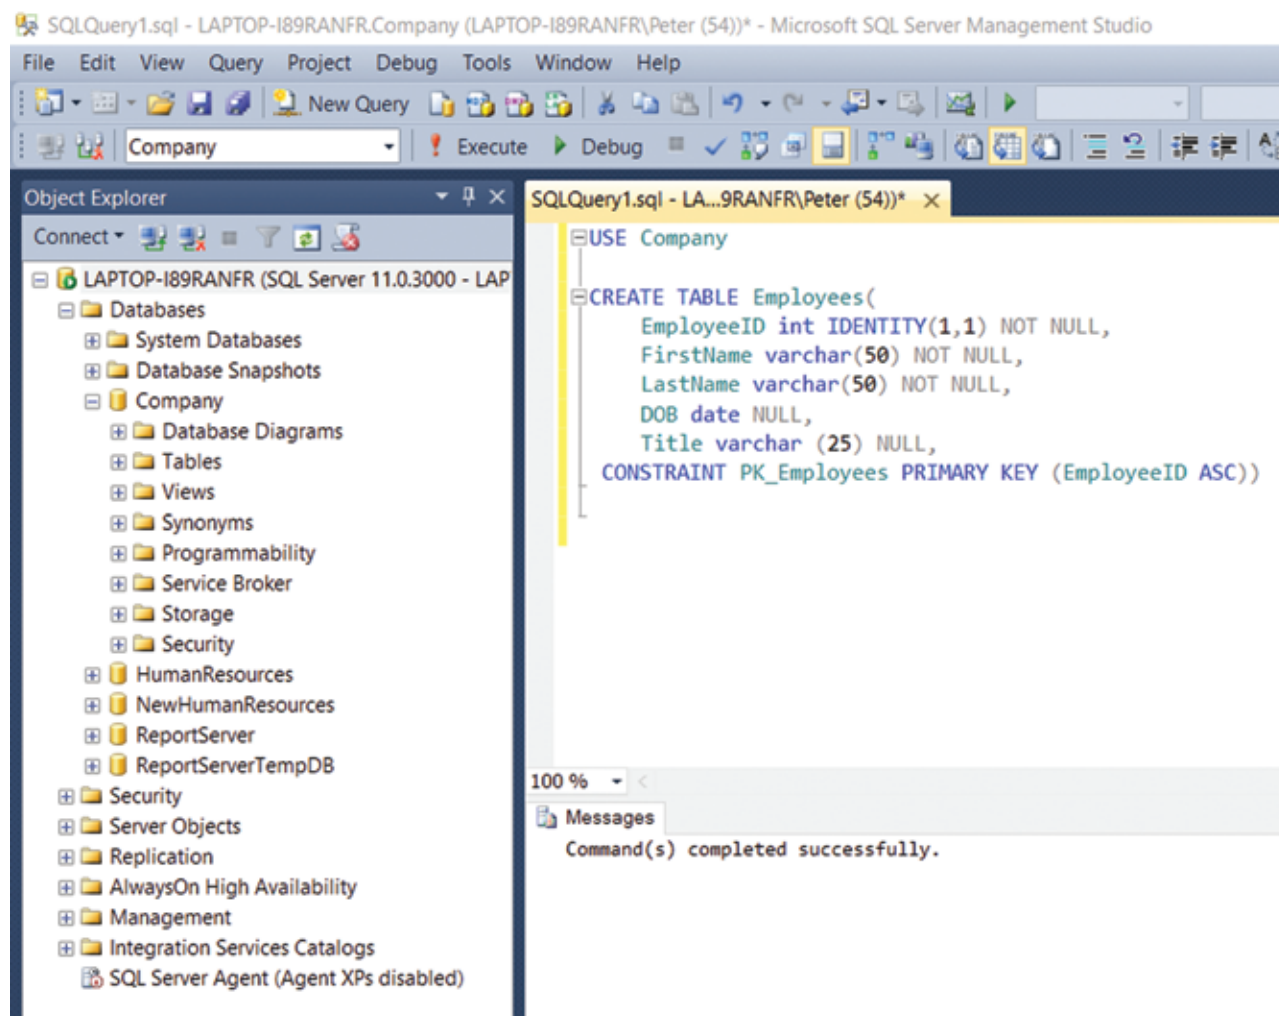 SQLQuery1.sql - LAPTOP-I89RANFR.Company (LAPTOP-I89RANFR\Peter (54))* - Microsoft SQL Server Management Studio
File Edit View Query Project Debug Tools Window Help
New Query
Company Execute Debug
Object Explorer
Connect
LAPTOP-I89RANFR (SQL Server 11.0.3000 - LAP
Databases
System Databases
Database Snapshots
Company
Database Diagrams
Tables
Views
Synonyms
Programmability
Service Broker
Storage
Security
HumanResources
NewHumanResources
ReportServer
ReportServerTempDB
Security
Server Objects
Replication
AlwaysOn High Availability
Management
Integration Services Catalogs
SQL Server Agent (Agent XPs disabled)
SQLQuery1.sql - LA...9RANFR\Peter (54))*
USE Company
CREATE TABLE Employees(
EmployeeID int IDENTITY(1,1) NOT NULL,
FirstName varchar(50) NOT NULL,
LastName varchar(50) NOT NULL,
DOB date NULL,
Title varchar (25) NULL,
CONSTRAINT PK_Employees PRIMARY KEY (EmployeeID ASC))
100 %
Messages
Command(s) completed successfully.